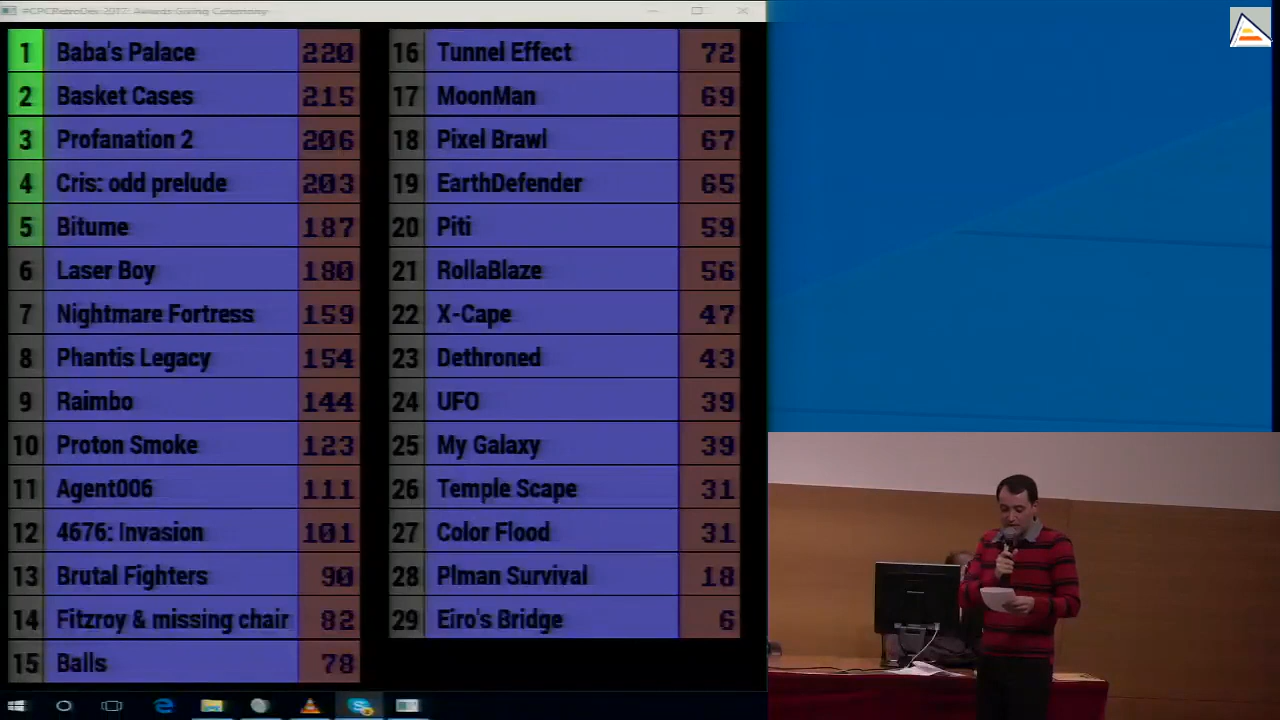 #CPCRetroDev 2017: Awards Giving Ceremony
1 Baba's Palace 220
2 Basket Cases 215
3 Profanation 2 206
4 Cris: odd prelude 203
5 Bitume 187
6 Laser Boy 180
7 Nightmare Fortress 159
8 Phantis Legacy 154
9 Raimbo 144
10 Proton Smoke 123
11 Agent006 111
12 4676: Invasion 101
13 Brutal Fighters 90
14 Fitzroy & missing chair 82
15 Balls 78
16 Tunnel Effect 72
17 MoonMan 69
18 Pixel Brawl 67
19 EarthDefender 65
20 Piti 59
21 RollaBlaze 56
22 X-Cape 47
23 Dethroned 43
24 UFO 39
25 My Galaxy 39
26 Temple Scape 31
27 Color Flood 31
28 Plman Survival 18
29 Eiro's Bridge 6